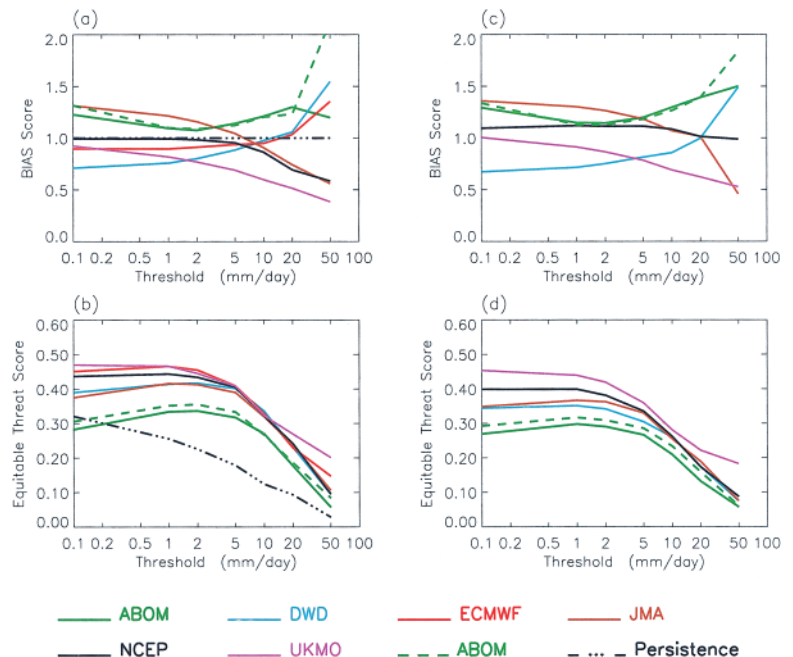 (a)
2.0
1.5
1.0
0.5
0.0
BIAS Score
0.1 0.2 0.5 1 2 5 10 20 50 100
Threshold (mm/day)
(c)
2.0
1.5
1.0
0.5
0.0
BIAS Score
0.1 0.2 0.5 1 2 5 10 20 50 100
Threshold (mm/day)
(b)
0.60
0.50
0.40
0.30
0.20
0.10
0.00
Equitable Threat Score
0.1 0.2 0.5 1 2 5 10 20 50 100
Threshold (mm/day)
(d)
0.60
0.50
0.40
0.30
0.20
0.10
0.00
Equitable Threat Score
0.1 0.2 0.5 1 2 5 10 20 50 100
Threshold (mm/day)
ABOM DWD ECMWF JMA
NCEP UKMO ABOM Persistence